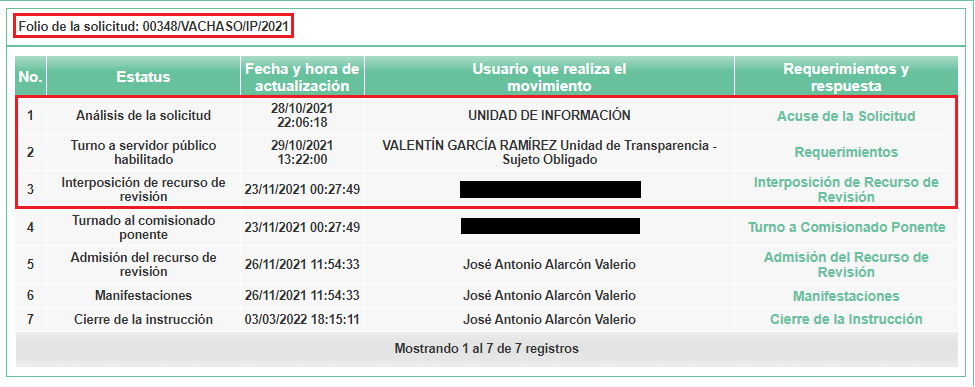 Folio de la solicitud: 00348/VACHASO/IP/2021
No. Estatus Fecha y hora de actualización Usuario que realiza el movimiento Requerimientos y respuesta
1 Análisis de la solicitud 28/10/2021 22:06:18 UNIDAD DE INFORMACIÓN Acuse de la Solicitud
2 Turno a servidor público habilitado 29/10/2021 13:22:00 VALENTÍN GARCÍA RAMÍREZ Unidad de Transparencia - Sujeto Obligado Requerimientos
3 Interposición de recurso de revisión 23/11/2021 00:27:49 Interposición de Recurso de Revisión
4 Turnado al comisionado ponente 23/11/2021 00:27:49 Turno a Comisionado Ponente
5 Admisión del recurso de revisión 26/11/2021 11:54:33 José Antonio Alarcón Valerio Admisión del Recurso de Revisión
6 Manifestaciones 26/11/2021 11:54:33 José Antonio Alarcón Valerio Manifestaciones
7 Cierre de la instrucción 03/03/2022 18:15:11 José Antonio Alarcón Valerio Cierre de la Instrucción
Mostrando 1 al 7 de 7 registros